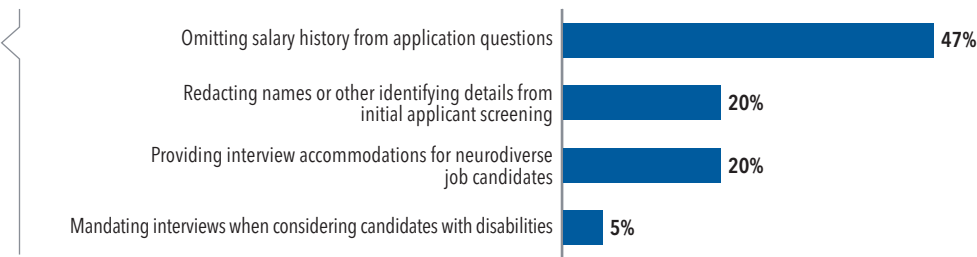 Omitting salary history from application questions 47%
Redacting names or other identifying details from
initial applicant screening 20%
Providing interview accommodations for neurodiverse
job candidates 20%
Mandating interviews when considering candidates with disabilities 5%